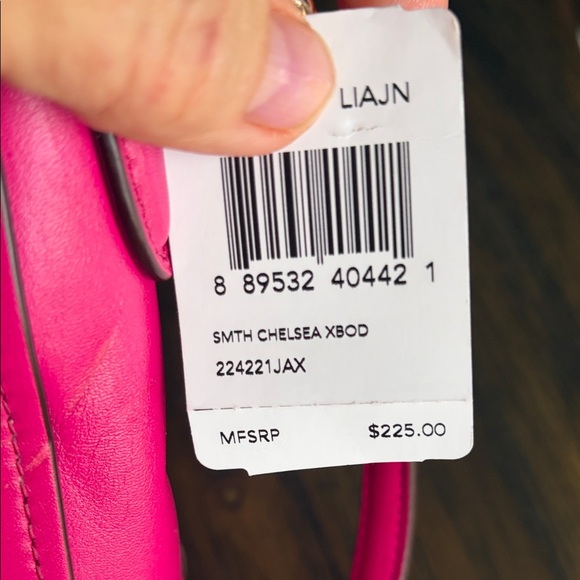 LIAJN
8 89532 40442 1
SMTH CHELSEA XBOD
224221JAX
MFSRP $225.00